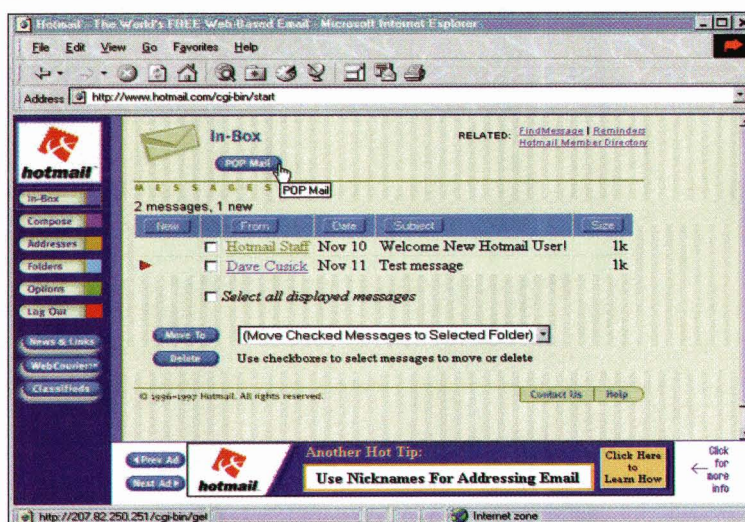 Hotmail - The World's FREE Web-Based Email - Microsoft Internet Explorer
File Edit View Go Favorites Help
Address http://www.hotmail.com/cgi-bin/start
hotmail
In-Box
POP Mail
RELATED: FindMessage | Reminders
Hotmail Member Directory
POP Mail
MESSAGES
2 messages, 1 new
New From Date Subject Size
Hotmail Staff Nov 10 Welcome New Hotmail User! 1k
Dave Cusick Nov 11 Test message 1k
Select all displayed messages
Move To (Move Checked Messages to Selected Folder)
Delete Use checkboxes to select messages to move or delete
© 1996-1997 Hotmail. All rights reserved.
Contact Us Help
In-Box
Compose
Addresses
Folders
Options
Log Out
News & Links
WebCourier
Classifieds
Prev Ad
Next Ad
hotmail
Another Hot Tip:
Use Nicknames For Addressing Email
Click Here
to
Learn How
Click
for
more
info
http://207.82.250.251/cgi-bin/get
Internet zone